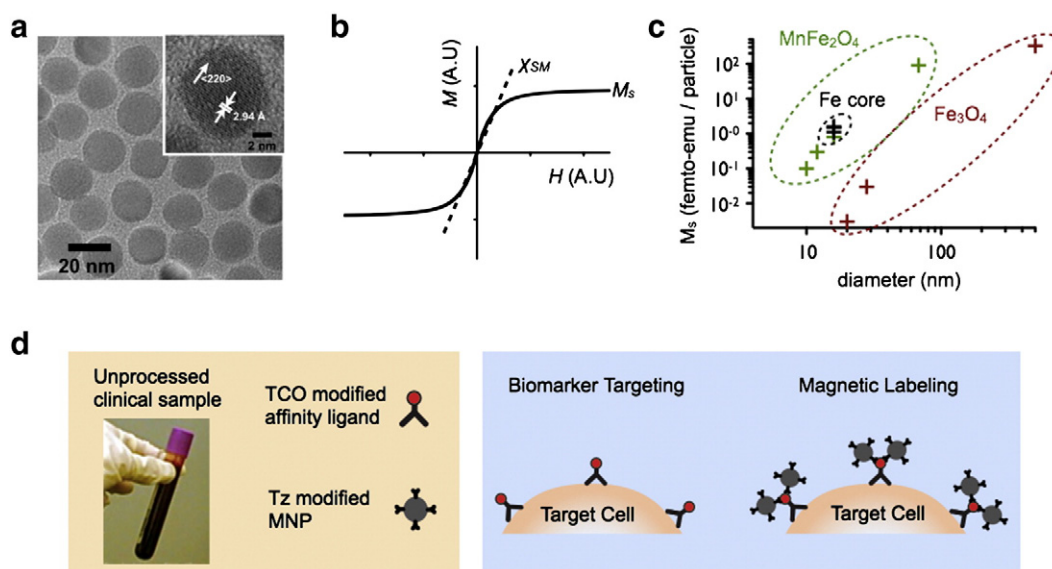 a
<220>
2.94 Å
2 nm
20 nm
b
M (A.U)
χSM
Ms
H (A.U)
c
MnFe₂O₄
Fe core
Fe₃O₄
Ms (femto-emu / particle)
10²
10⁻⁰
10⁻¹
10⁻²
10
100
diameter (nm)
d
Unprocessed
clinical sample
TCO modified
affinity ligand
Tz modified
MNP
Biomarker Targeting
Target Cell
Magnetic Labeling
Target Cell